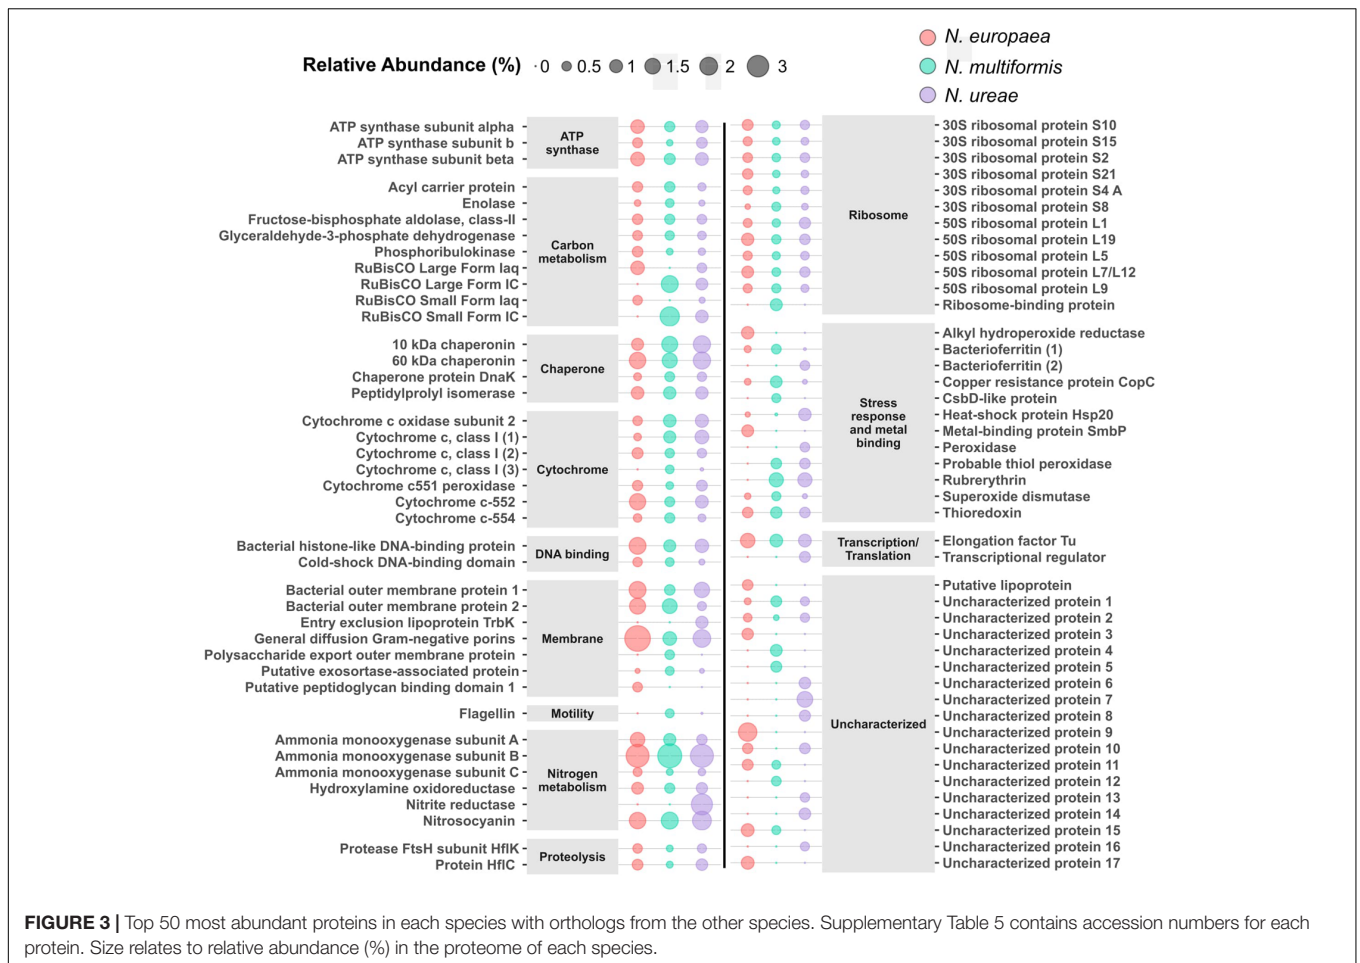 N. europaea
Relative Abundance (%) 0 0.5 1 1.5 2 3
N. multiformis
N. ureae
ATP synthase subunit alpha
ATP synthase subunit b
ATP synthase subunit beta
ATP
synthase
Acyl carrier protein
Enolase
Fructose-bisphosphate aldolase, class-II
Glyceraldehyde-3-phosphate dehydrogenase
Phosphoribulokinase
RuBisCO Large Form Iaq
RuBisCO Large Form IC
RuBisCO Small Form Iaq
RuBisCO Small Form IC
Carbon
metabolism
10 kDa chaperonin
60 kDa chaperonin
Chaperone protein DnaK
Peptidylprolyl isomerase
Chaperone
Cytochrome c oxidase subunit 2
Cytochrome c, class I (1)
Cytochrome c, class I (2)
Cytochrome c, class I (3)
Cytochrome c551 peroxidase
Cytochrome c-552
Cytochrome c-554
Cytochrome
Bacterial histone-like DNA-binding protein
Cold-shock DNA-binding domain
DNA binding
Bacterial outer membrane protein 1
Bacterial outer membrane protein 2
Entry exclusion lipoprotein TrbK
General diffusion Gram-negative porins
Polysaccharide export outer membrane protein
Putative exosortase-associated protein
Putative peptidoglycan binding domain 1
Membrane
Flagellin
Motility
Ammonia monooxygenase subunit A
Ammonia monooxygenase subunit B
Ammonia monooxygenase subunit C
Hydroxylamine oxidoreductase
Nitrite reductase
Nitrosocyanin
Nitrogen
metabolism
Protease FtsH subunit HflK
Protein HflC
Proteolysis
Ribosome
30S ribosomal protein S10
30S ribosomal protein S15
30S ribosomal protein S2
30S ribosomal protein S21
30S ribosomal protein S4 A
30S ribosomal protein S8
50S ribosomal protein L1
50S ribosomal protein L19
50S ribosomal protein L5
50S ribosomal protein L7/L12
50S ribosomal protein L9
Ribosome-binding protein
Stress
response
and metal
binding
Alkyl hydroperoxide reductase
Bacterioferritin (1)
Bacterioferritin (2)
Copper resistance protein CopC
CsbD-like protein
Heat-shock protein Hsp20
Metal-binding protein SmbP
Peroxidase
Probable thiol peroxidase
Rubrerythrin
Superoxide dismutase
Thioredoxin
Transcription/
Translation
Elongation factor Tu
Transcriptional regulator
Uncharacterized
Putative lipoprotein
Uncharacterized protein 1
Uncharacterized protein 2
Uncharacterized protein 3
Uncharacterized protein 4
Uncharacterized protein 5
Uncharacterized protein 6
Uncharacterized protein 7
Uncharacterized protein 8
Uncharacterized protein 9
Uncharacterized protein 10
Uncharacterized protein 11
Uncharacterized protein 12
Uncharacterized protein 13
Uncharacterized protein 14
Uncharacterized protein 15
Uncharacterized protein 16
Uncharacterized protein 17
FIGURE 3 | Top 50 most abundant proteins in each species with orthologs from the other species. Supplementary Table 5 contains accession numbers for each
protein. Size relates to relative abundance (%) in the proteome of each species.